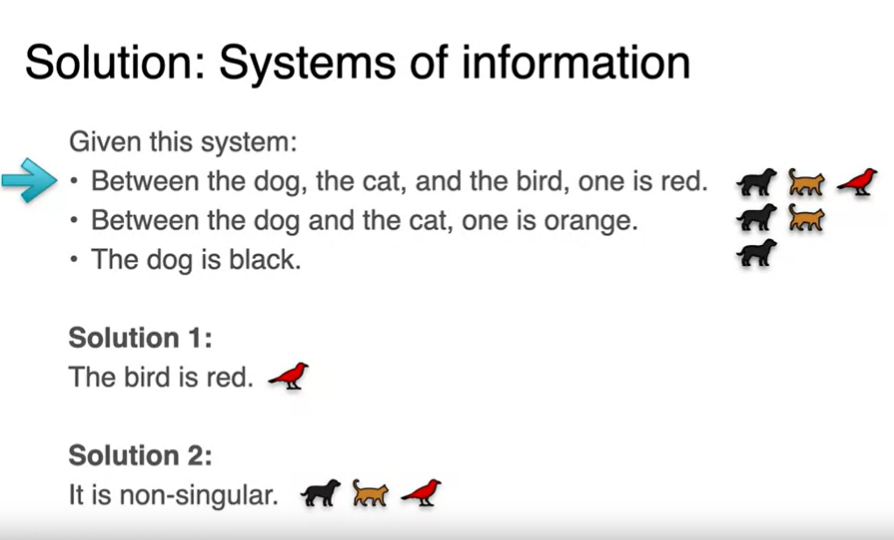 Solution: Systems of information
Given this system:
• Between the dog, the cat, and the bird, one is red.
• Between the dog and the cat, one is orange.
• The dog is black.
Solution 1:
The bird is red.
Solution 2:
It is non-singular.